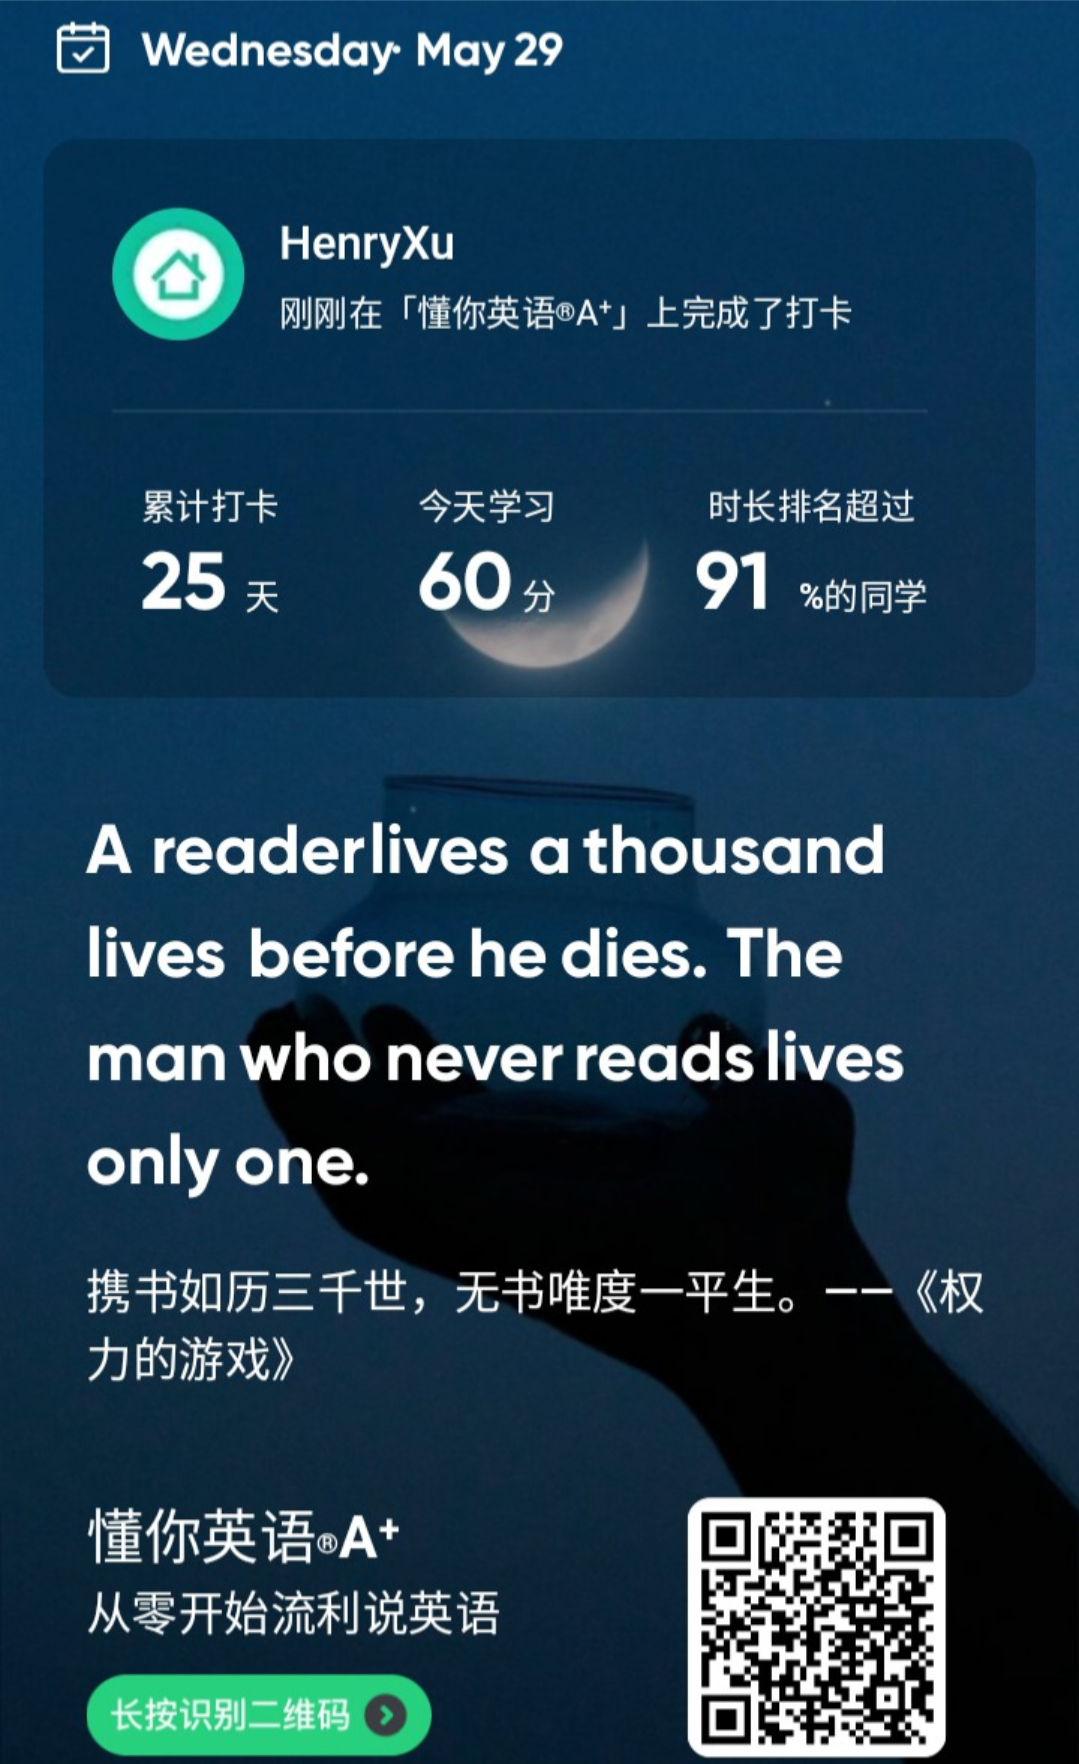 Wednesday· May 29
HenryXu
刚刚在「懂你英语®A⁺」上完成了打卡
累计打卡 今天学习 时长排名超过
25 天 60 分 91 %的同学
A reader lives a thousand
lives before he dies. The
man who never reads lives
only one.
携书如历三千世，无书唯度一平生。——《权
力的游戏》
懂你英语®A⁺
从零开始流利说英语
长按识别二维码